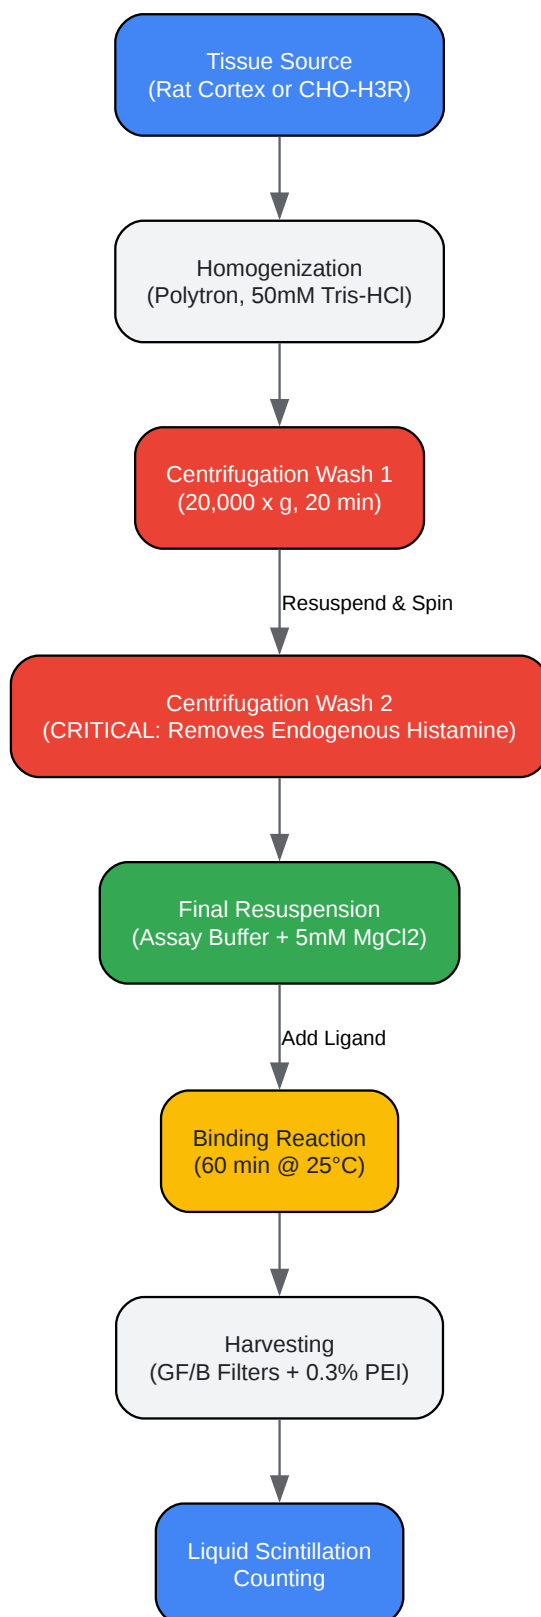 Tissue Source
(Rat Cortex or CHO-H3R)
Homogenization
(Polytron, 50mM Tris-HCl)
Centrifugation Wash 1
(20,000 x g, 20 min)
Resuspend & Spin
Centrifugation Wash 2
(CRITICAL: Removes Endogenous Histamine)
Final Resuspension
(Assay Buffer + 5mM MgCl2)
Add Ligand
Binding Reaction
(60 min @ 25°C)
Harvesting
(GF/B Filters + 0.3% PEI)
Liquid Scintillation
Counting